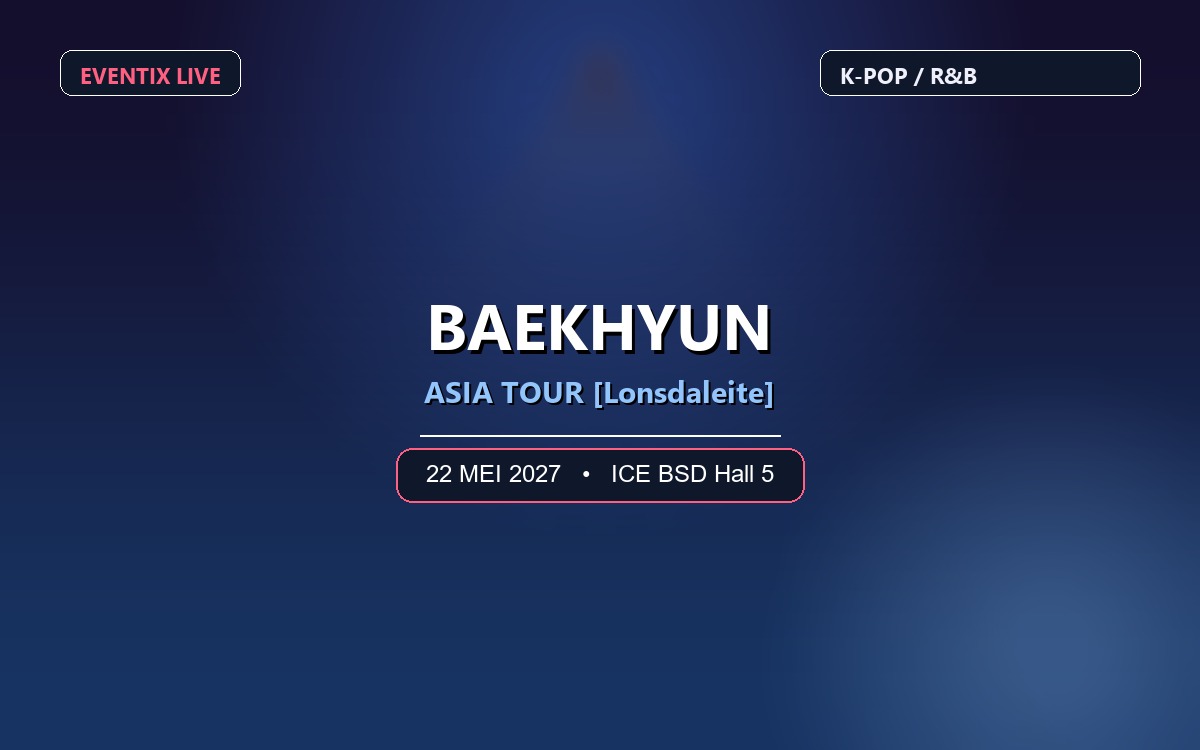 EVENTIX LIVE
K-POP / R&B
BAEKHYUN
ASIA TOUR [Lonsdaleite]
22 MEI 2027 • ICE BSD Hall 5